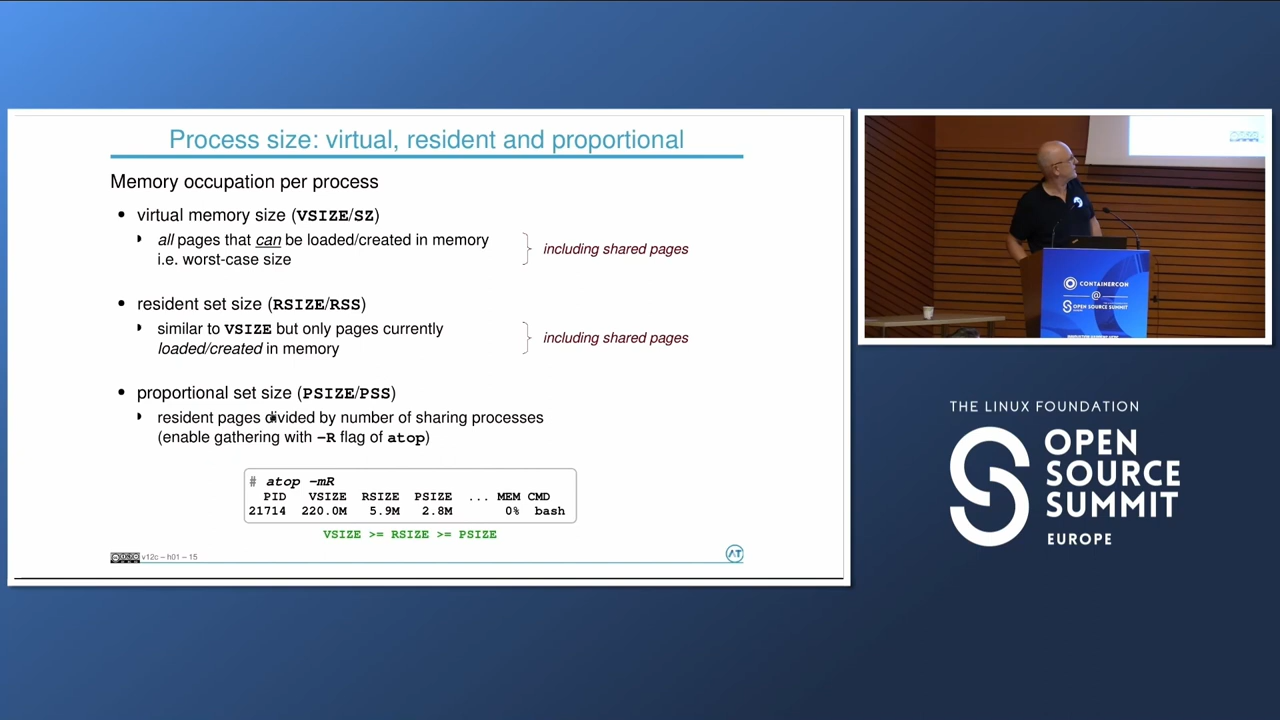 Process size: virtual, resident and proportional
Memory occupation per process
• virtual memory size (VSIZE/SZ)
all pages that can be loaded/created in memory
i.e. worst-case size
including shared pages
• resident set size (RSIZE/RSS)
similar to VSIZE but only pages currently
loaded/created in memory
including shared pages
• proportional set size (PSIZE/PSS)
resident pages divided by number of sharing processes
(enable gathering with –R flag of atop)
# atop –mR
PID VSIZE RSIZE PSIZE ... MEM CMD
21714 220.0M 5.9M 2.8M 0% bash
VSIZE >= RSIZE >= PSIZE
v12c – h01 – 15
AT
CONTAINERCON
@
OPEN SOURCE SUMMIT
THE LINUX FOUNDATION
OPEN
SOURCE
SUMMIT
EUROPE